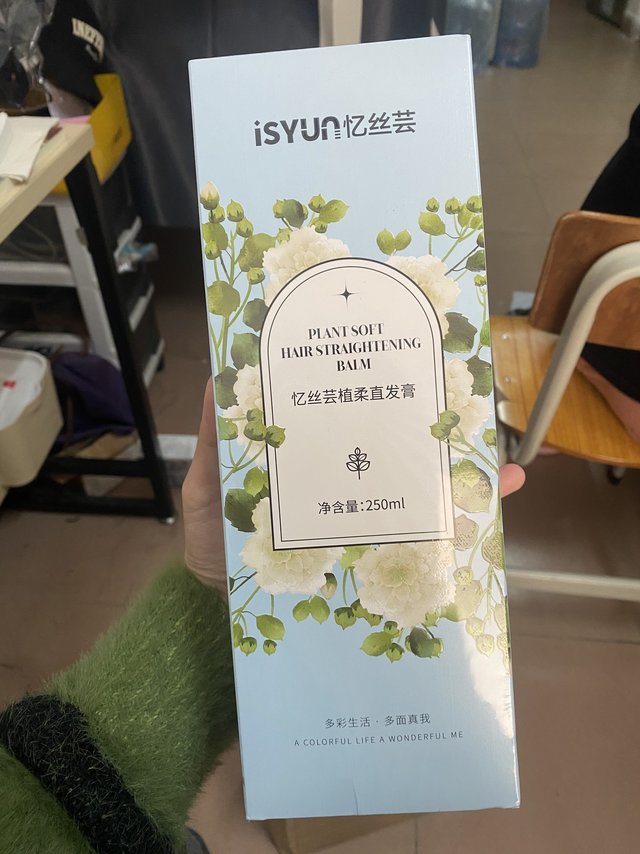 iSYUN忆丝芸
PLANT SOFT
HAIR STRAIGHTENING
BALM
忆丝芸植柔直发膏
净含量:250ml
多彩生活·多面真我
A COLORFUL LIFE A WONDERFUL ME